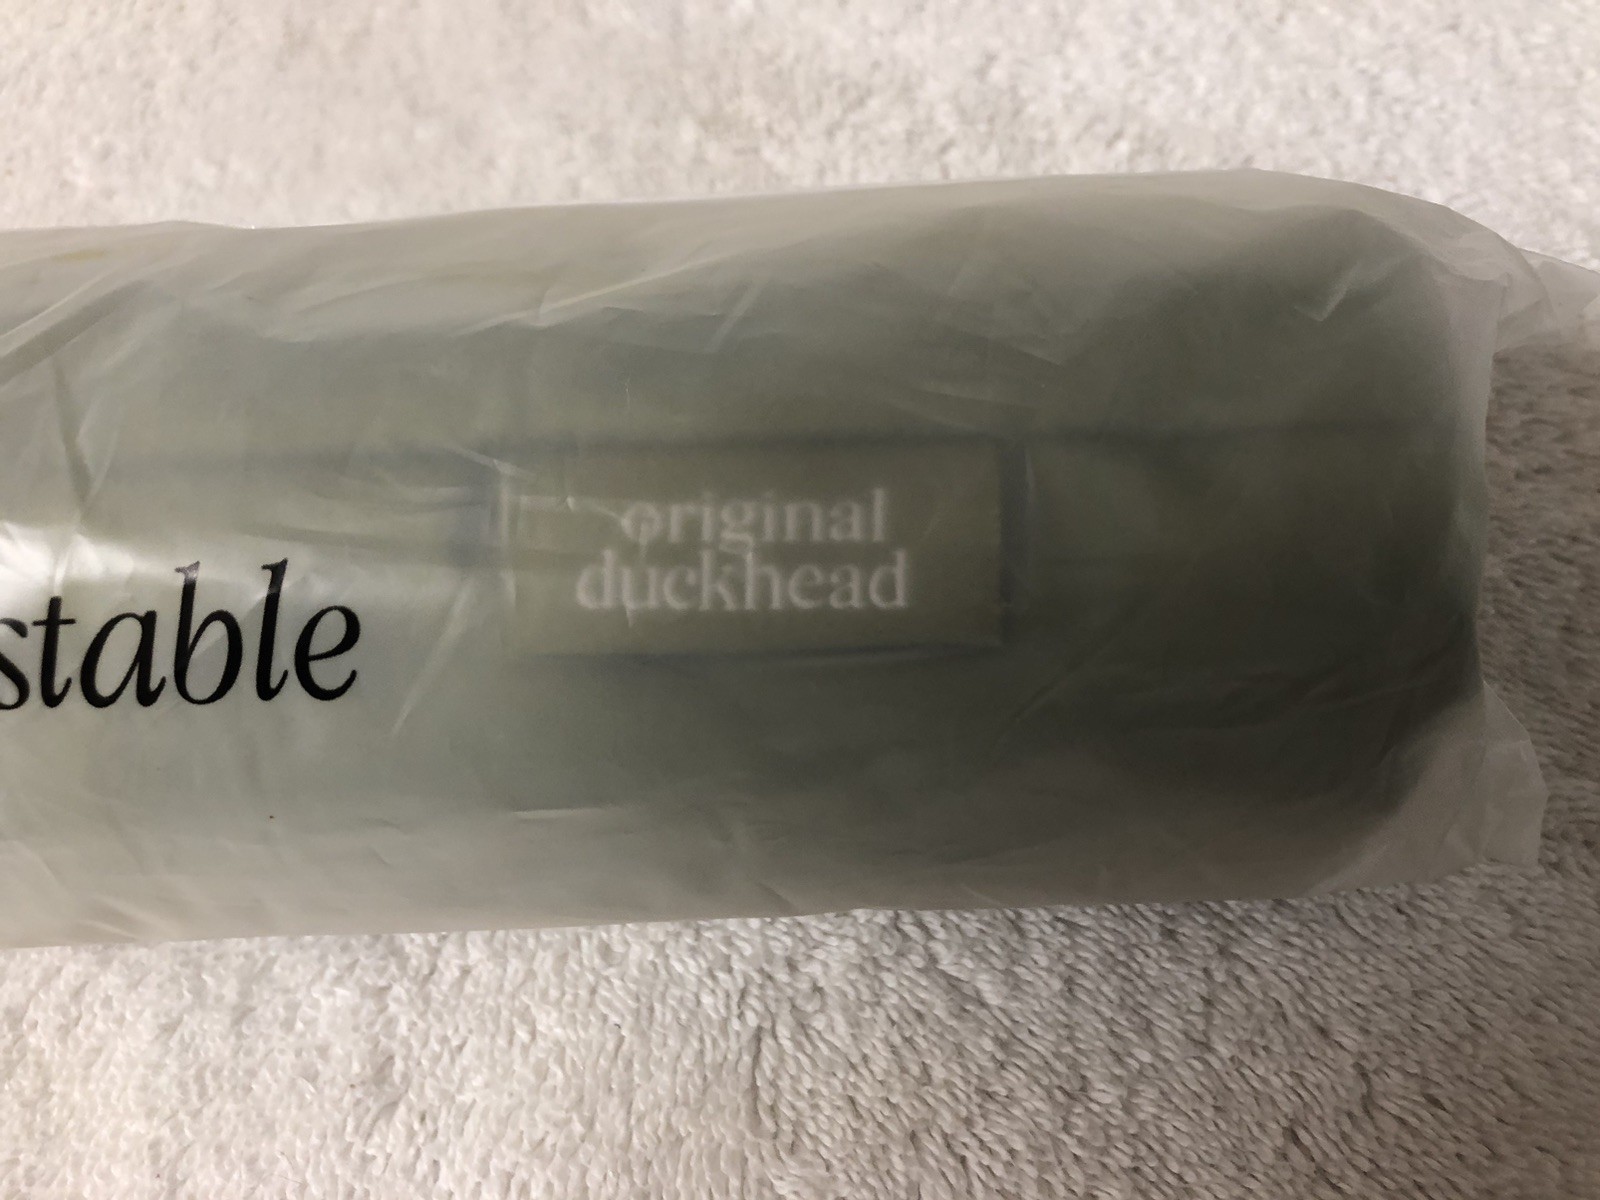 stable
original
duckhead